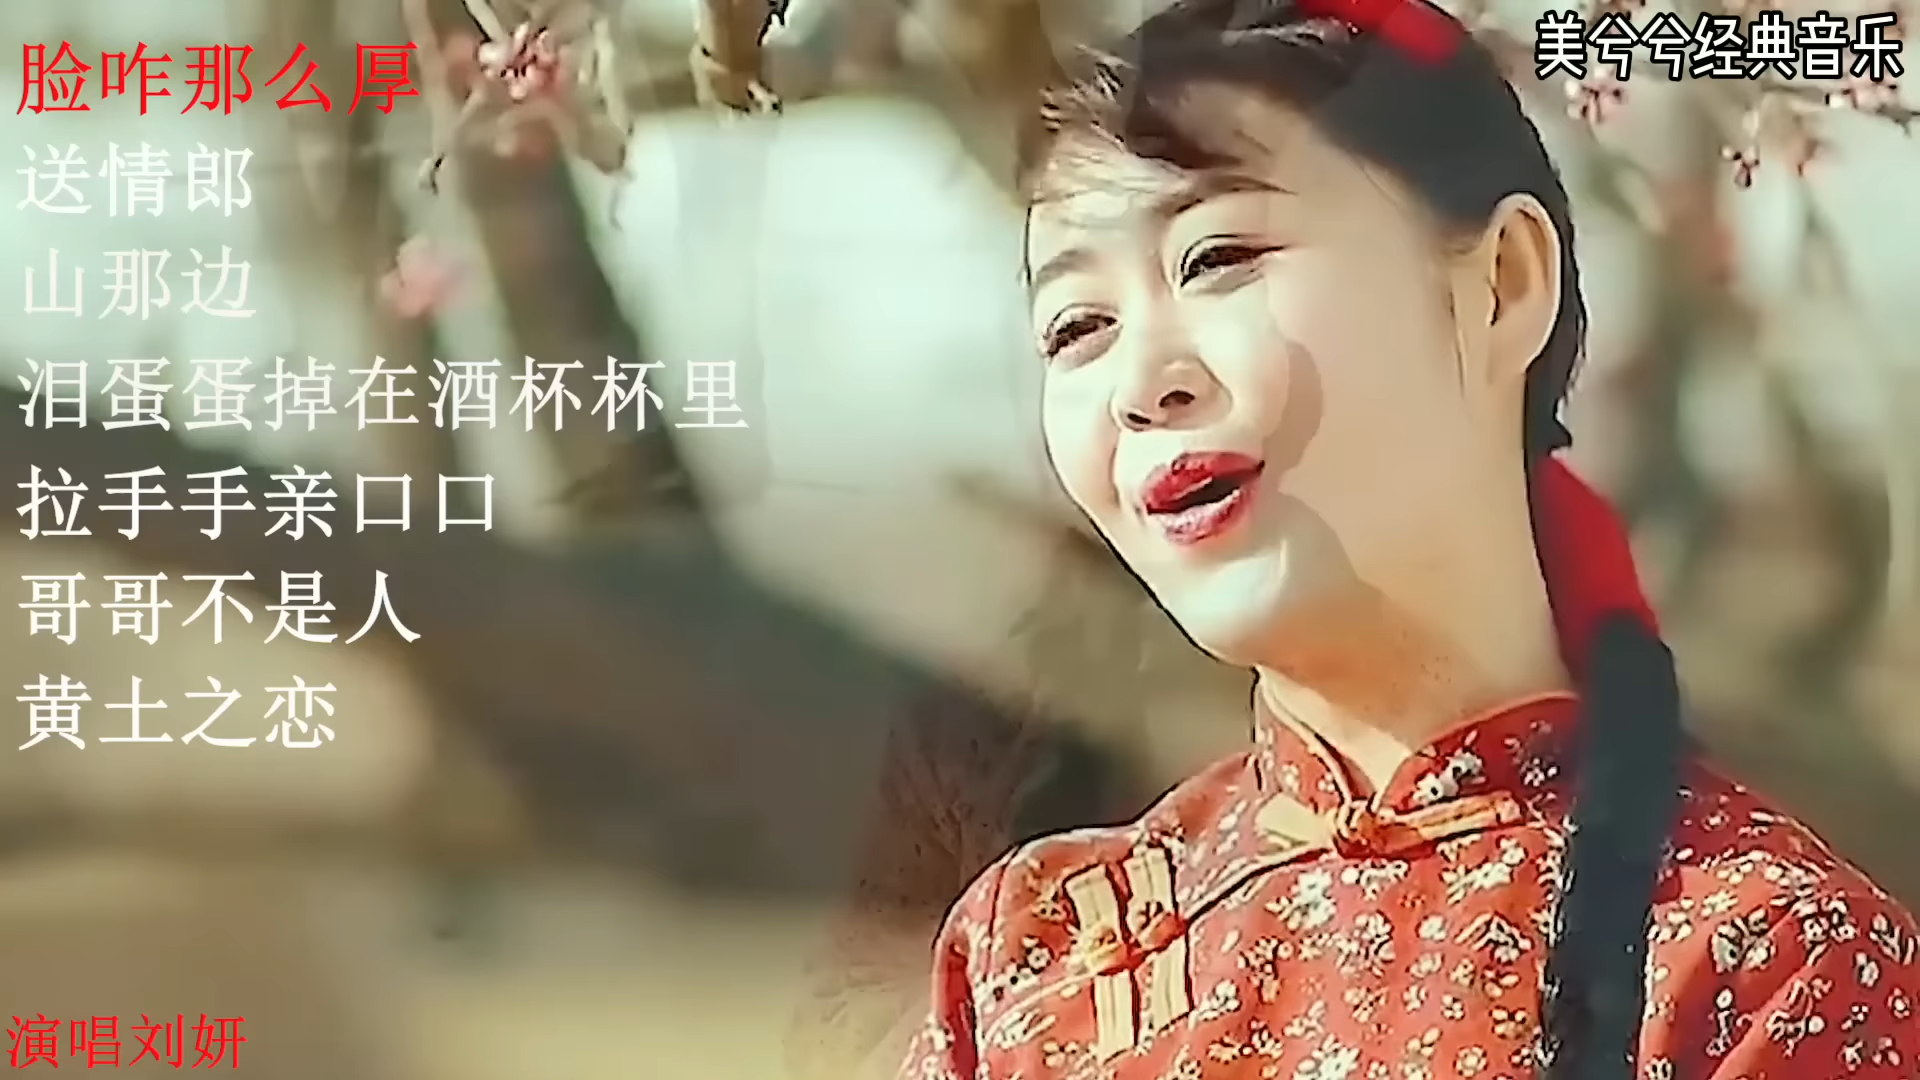 美兮兮经典音乐
脸咋那么厚
送情郎
山那边
泪蛋蛋掉在酒杯杯里
拉手手亲口口
哥哥不是人
黄土之恋
演唱刘妍